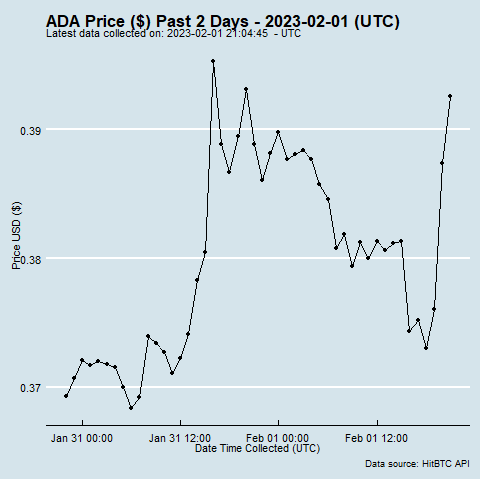 ADA Price ($) Past 2 Days - 2023-02-01 (UTC)
Latest data collected on: 2023-02-01 21:04:45 - UTC
0.39
0.38
0.37
Price USD ($)
Jan 31 00:00 Jan 31 12:00 Feb 01 00:00 Feb 01 12:00
Date Time Collected (UTC)
Data source: HitBTC API